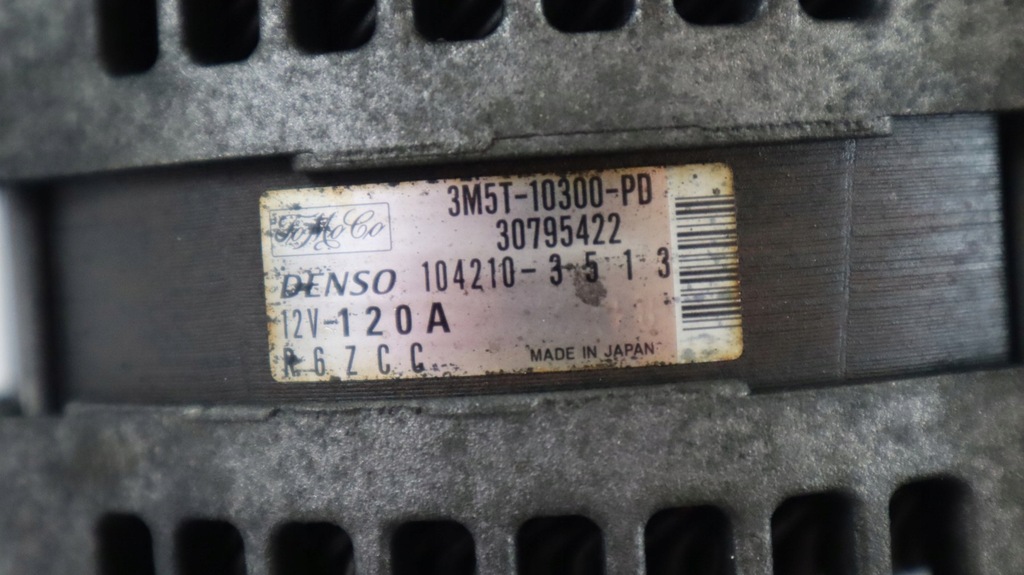 FoMoCo
3M5T-10300-PD
30795422
DENSO 104210-3513
12V-120A
R6ZCC
MADE IN JAPAN